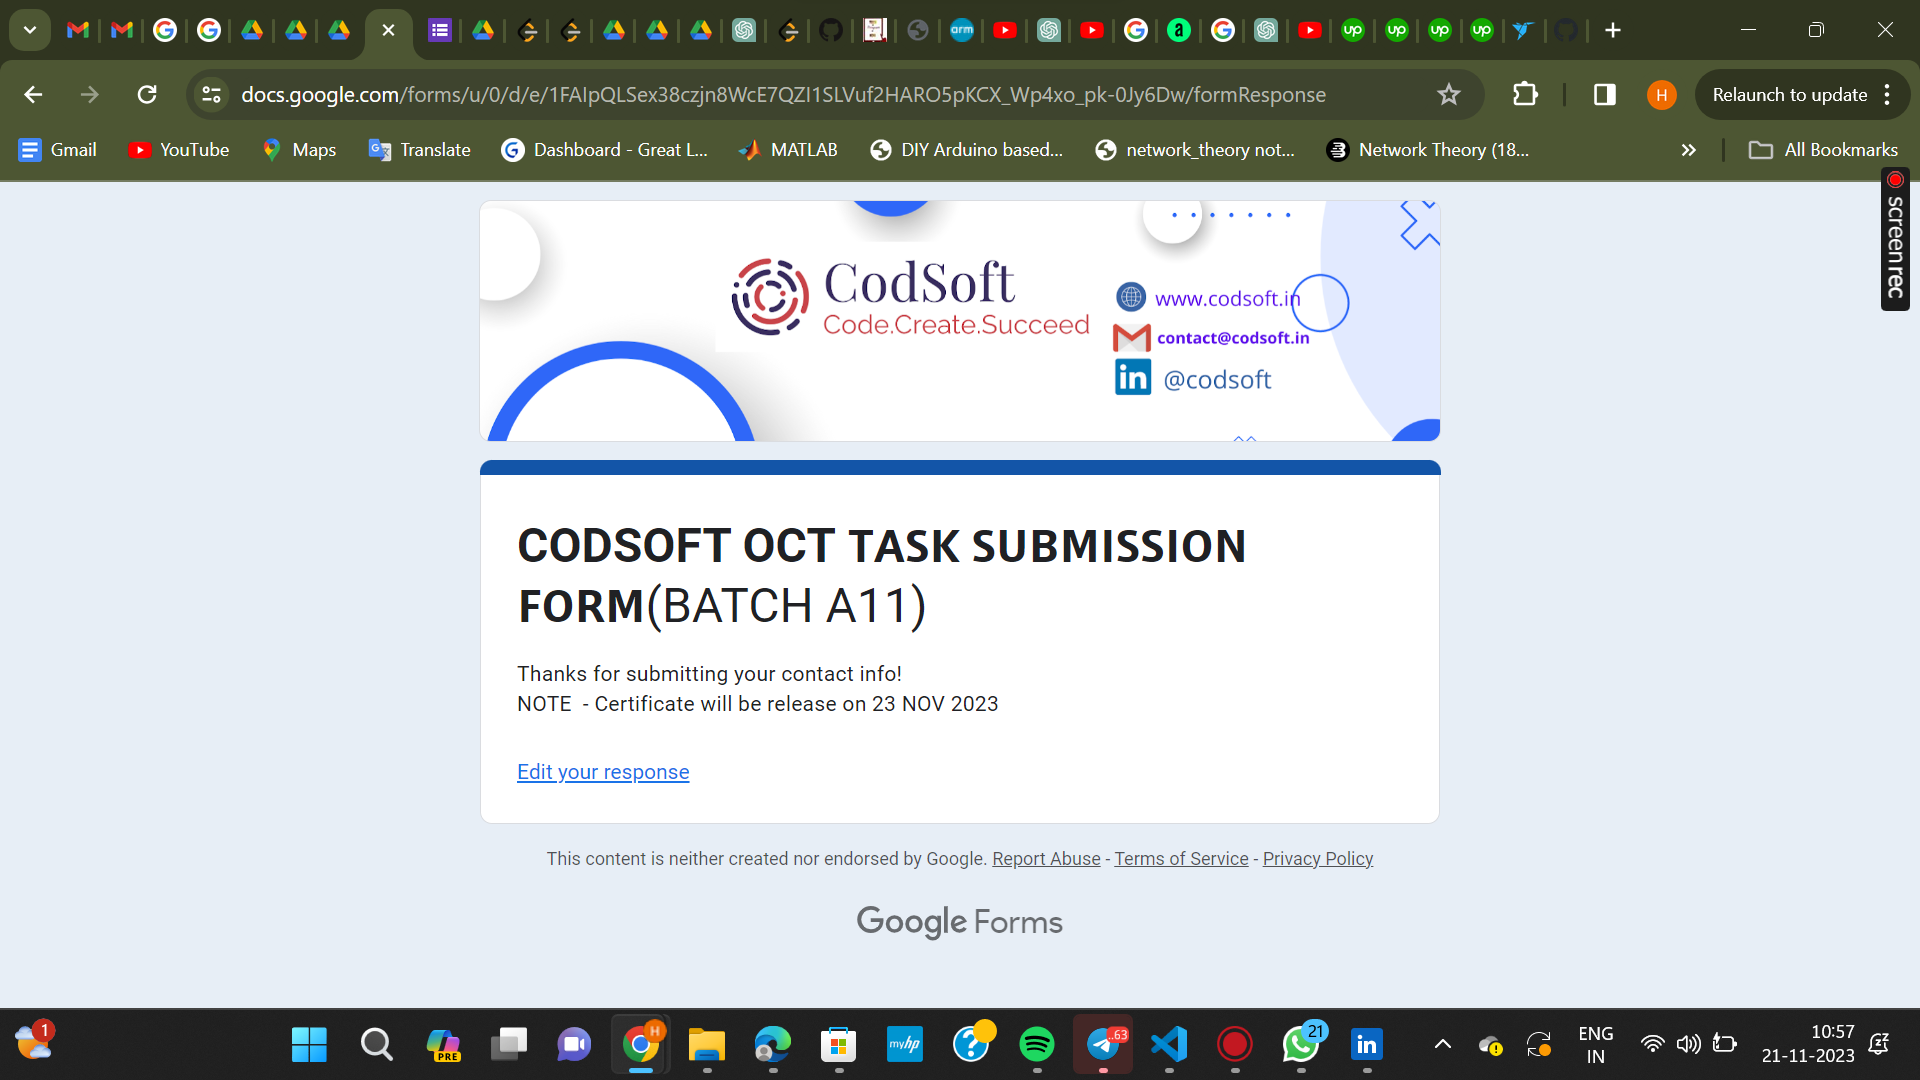 docs.google.com/forms/u/0/d/e/1FAIpQLSex38czjn8WcE7QZI1SLVuf2HARO5pKCX_Wp4xo_pk-0Jy6Dw/formResponse
H
Relaunch to update
Gmail
YouTube
Maps
Translate
Dashboard - Great L...
MATLAB
DIY Arduino based...
network_theory not...
Network Theory (18...
All Bookmarks
screenrec
CodSoft
Code.Create.Succeed
www.codsoft.in
contact@codsoft.in
in @codsoft
CODSOFT OCT TASK SUBMISSION
FORM(BATCH A11)
Thanks for submitting your contact info!
NOTE - Certificate will be release on 23 NOV 2023
Edit your response
This content is neither created nor endorsed by Google. Report Abuse - Terms of Service - Privacy Policy
Google Forms
1
PRE
H
myhp
..63
21
in
ENG
IN
10:57
21-11-2023